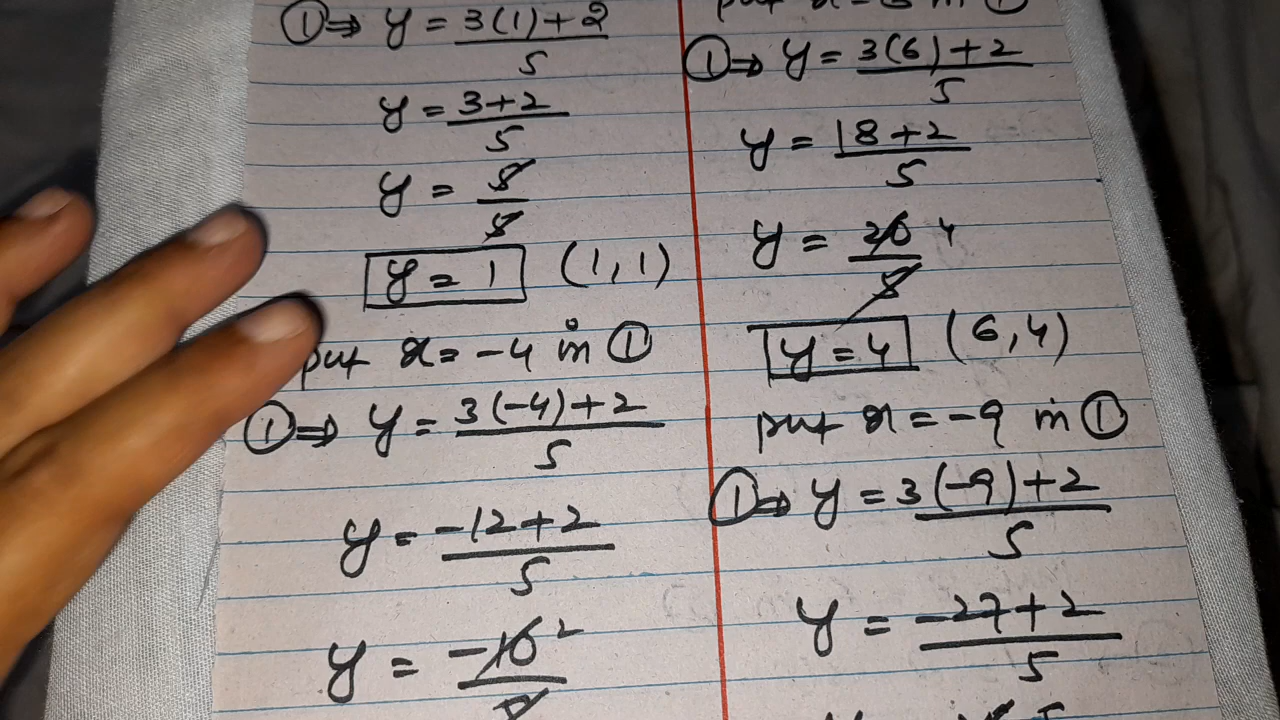 ① ⇒ y = 3(1)+2 / 5
y = 3+2 / 5
y = 5 / 5
y = 1 (1,1)
put x = -4 in ①
① ⇒ y = 3(-4)+2 / 5
y = -12+2 / 5
y = -10 2
① ⇒ y = 3(6)+2 / 5
y = 18+2 / 5
y = 20 4 / 5
y = 4 (6,4)
put x = -9 in ①
① ⇒ y = 3(-9)+2 / 5
y = -27+2 / 5